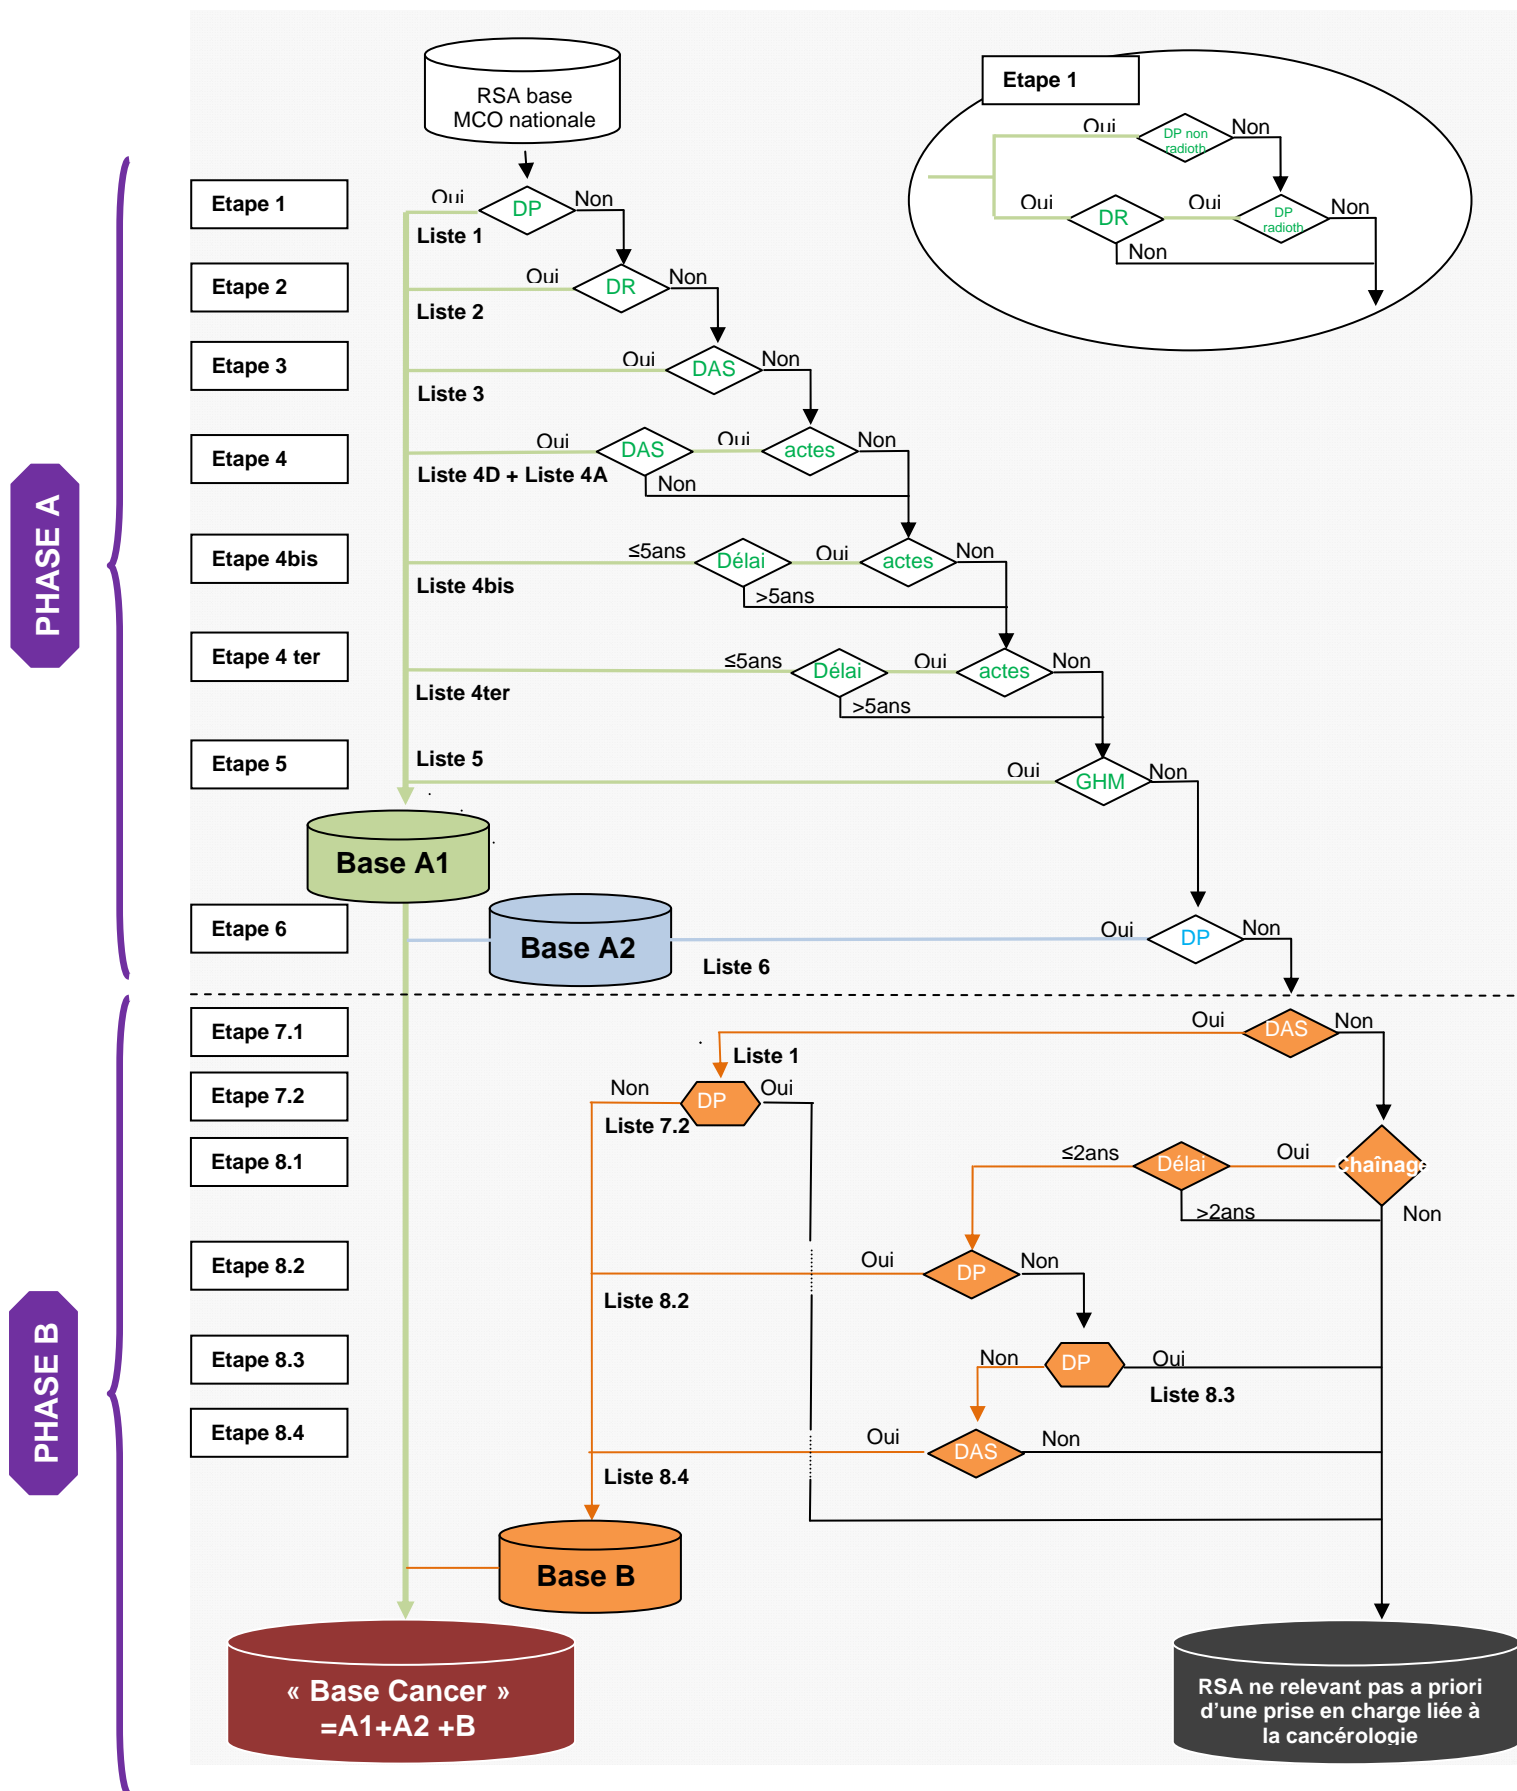 RSA base
MCO nationale
Etape 1
Oui
DP non
radioth
Non
Oui
DR
Oui
DP
radioth
Non
Non
PHASE A
Etape 1
Oui
DP
Non
Liste 1
Etape 2
Oui
DR
Non
Liste 2
Etape 3
Oui
DAS
Non
Liste 3
Etape 4
Oui
DAS
Oui
actes
Non
Liste 4D + Liste 4A
Non
Etape 4bis
≤5ans
Délai
Oui
actes
Non
Liste 4bis
>5ans
Etape 4 ter
≤5ans
Délai
Oui
actes
Non
Liste 4ter
>5ans
Etape 5
Liste 5
Oui
GHM
Non
Base A1
Etape 6
Base A2
Oui
DP
Non
Liste 6
PHASE B
Etape 7.1
Oui
DAS
Non
Liste 1
Etape 7.2
Non
DP
Oui
Liste 7.2
Etape 8.1
≤2ans
Délai
Oui
Chaînage
>2ans
Non
Etape 8.2
Oui
DP
Non
Liste 8.2
Etape 8.3
Non
DP
Oui
Liste 8.3
Etape 8.4
Oui
DAS
Non
Liste 8.4
Base B
« Base Cancer »
=A1+A2 +B
RSA ne relevant pas a priori
d’une prise en charge liée à
la cancérologie